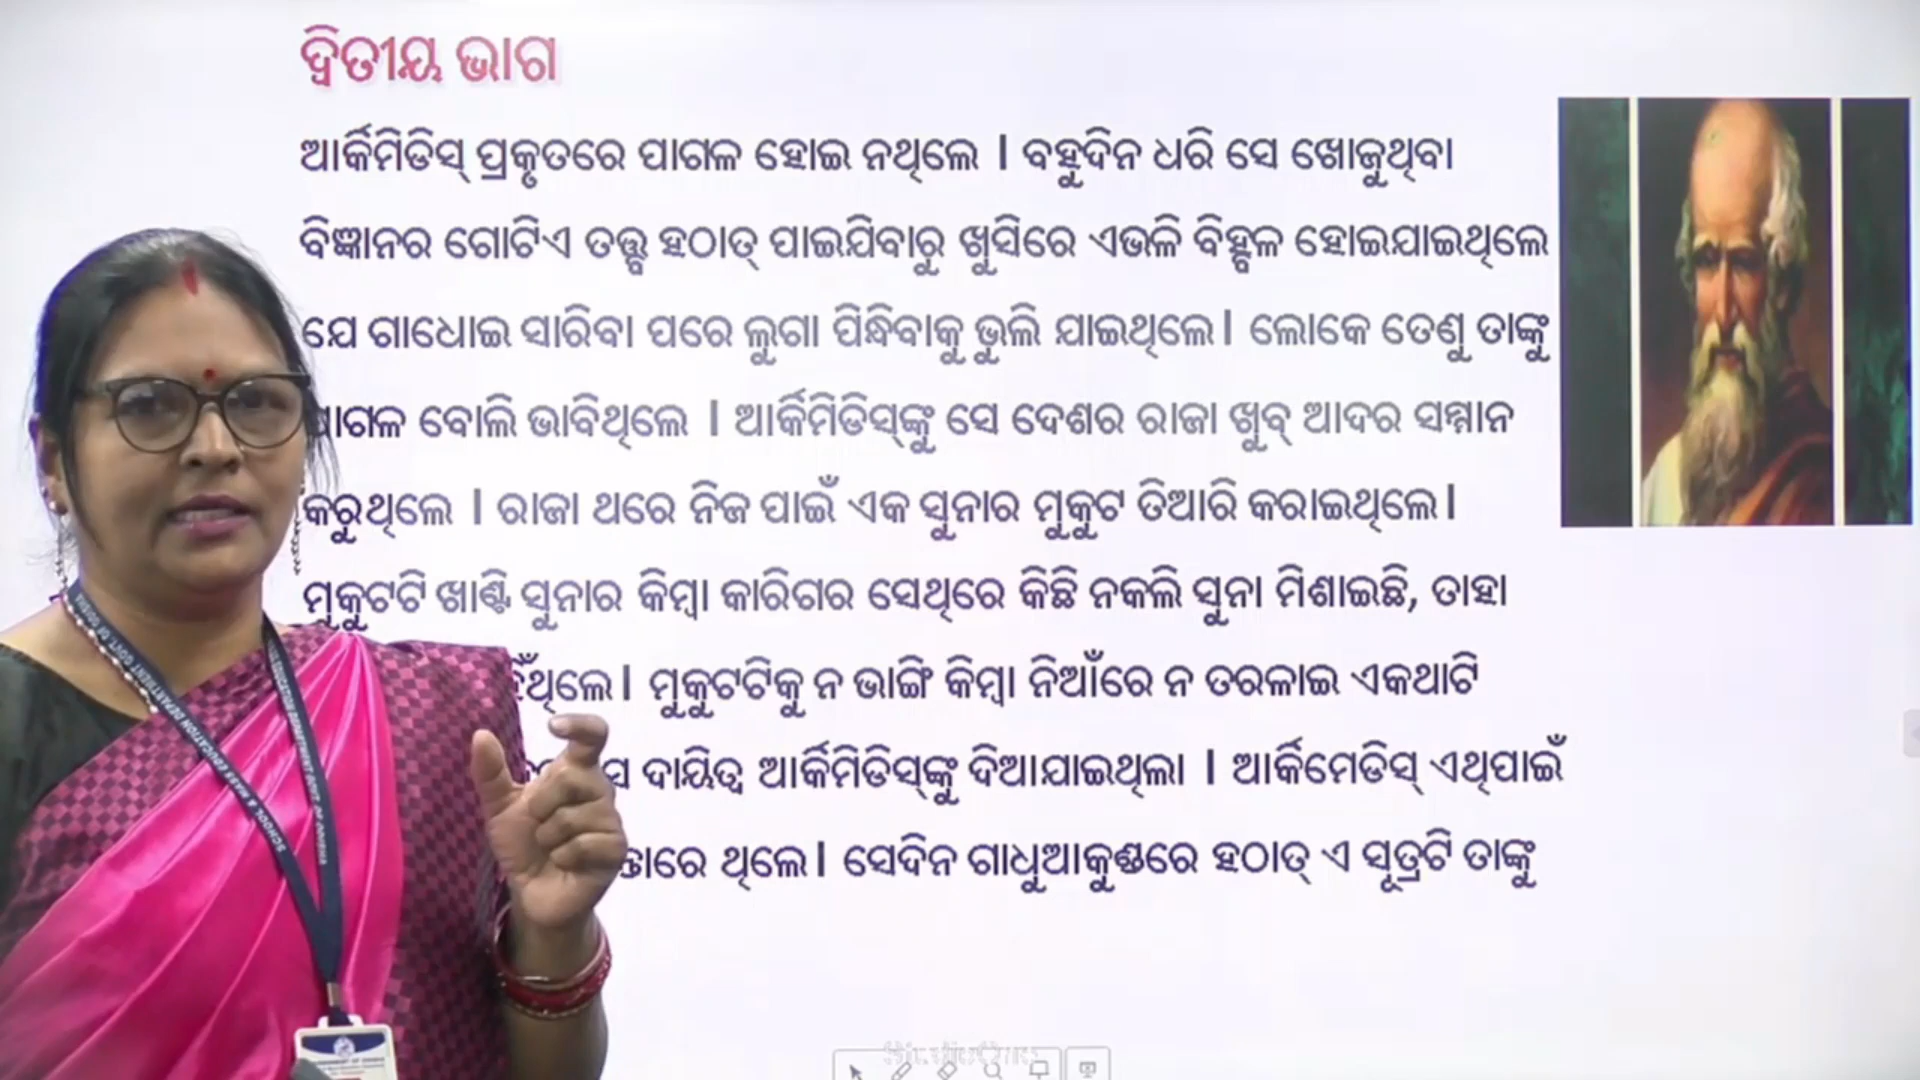 ଦ୍ୱିତୀୟ ଭାଗ
ଆର୍କିମିଡିସ୍ ପ୍ରକୃତରେ ପାଗଳ ହୋଇ ନଥିଲେ । ବହୁଦିନ ଧରି ସେ ଖୋଜୁଥିବା
ବିଜ୍ଞାନର ଗୋଟିଏ ତତ୍ତ୍ୱ ହଠାତ୍ ପାଇଯିବାରୁ ଖୁସିରେ ଏଭଳି ବିହ୍ୱଳ ହୋଇଯାଇଥିଲେ
ଯେ ଗାଧୋଇ ସାରିବା ପରେ ଲୁଗା ପିନ୍ଧିବାକୁ ଭୁଲି ଯାଇଥିଲେ। ଲୋକେ ତେଣୁ ତାଙ୍କୁ
ପାଗଳ ବୋଲି ଭାବିଥିଲେ । ଆର୍କିମିଡିସ୍‌ଙ୍କୁ ସେ ଦେଶର ରାଜା ଖୁବ୍ ଆଦର ସମ୍ମାନ
କରୁଥିଲେ । ରାଜା ଥରେ ନିଜ ପାଇଁ ଏକ ସୁନାର ମୁକୁଟ ତିଆରି କରାଇଥିଲେ।
ମୁକୁଟଟି ଖାଣ୍ଟି ସୁନାର କିମ୍ବା କାରିଗର ସେଥିରେ କିଛି ନକଲି ସୁନା ମିଶାଇଛି, ତାହା
ମୁକୁଟଟିକୁ ନ ଭାଙ୍ଗି କିମ୍ବା ନିଆଁରେ ନ ତରଳାଇ ଏକଥାଟି
ଦାୟିତ୍ୱ ଆର୍କିମିଡିସ୍‌ଙ୍କୁ ଦିଆଯାଇଥିଲା । ଆର୍କିମେଡିସ୍ ଏଥିପାଇଁ
ଥିଲେ। ସେଦିନ ଗାଧୁଆକୁଣ୍ଡରେ ହଠାତ୍ ଏ ସୂତ୍ରଟି ତାଙ୍କୁ